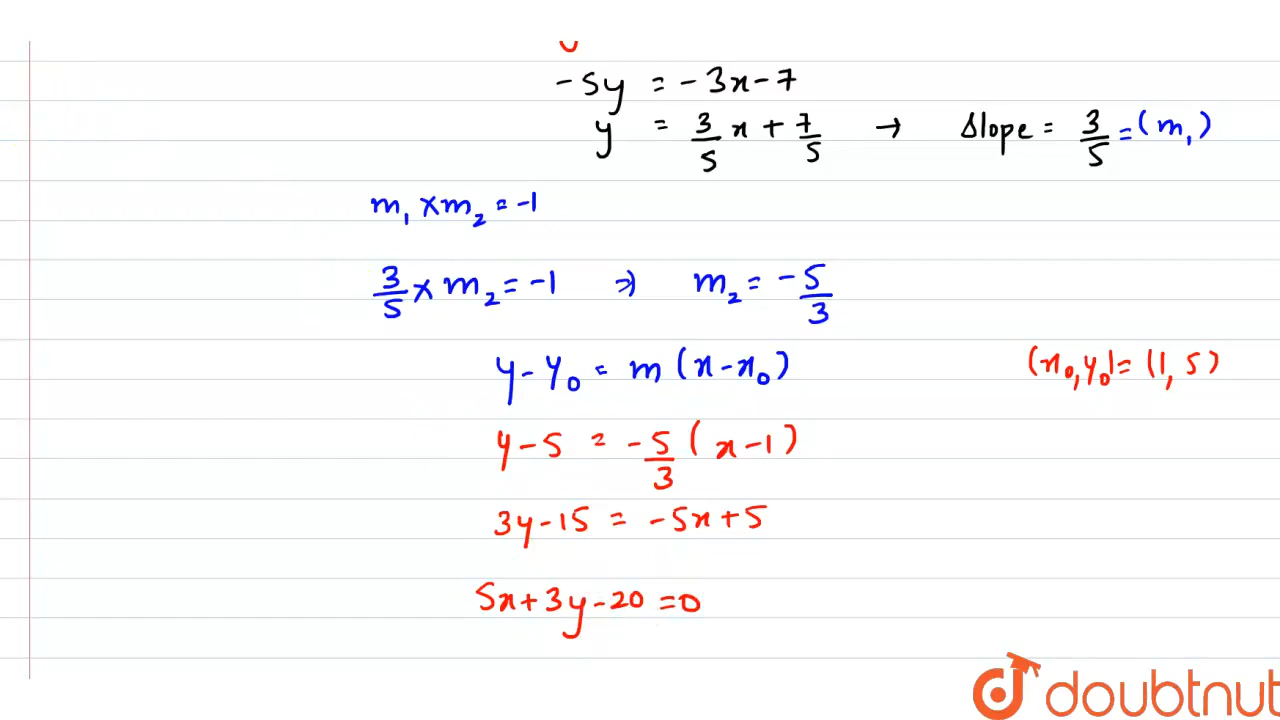 -5y = -3x-7
y = 3/5 x + 7/5 → Slope = 3/5 = (m₁)
m₁ × m₂ = -1
3/5 × m₂ = -1 ⇒ m₂ = -5/3
y - y₀ = m (x - x₀) (x₀, y₀) = (1, 5)
y - 5 = -5/3 (x - 1)
3y - 15 = -5x + 5
5x + 3y - 20 = 0
doubtnut